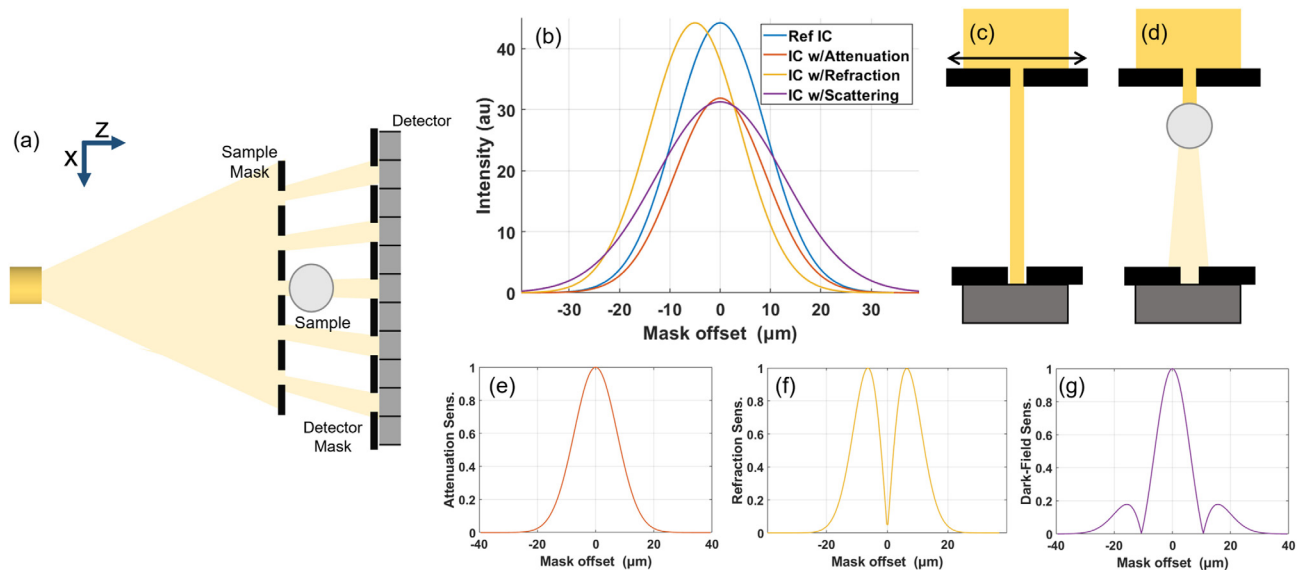 (a)
Z
X
Sample
Mask
Detector
Sample
Detector
Mask
(b)
Intensity (au)
40
30
20
10
0
-30
-20
-10
0
10
20
30
Mask offset (µm)
Ref IC
IC w/Attenuation
IC w/Refraction
IC w/Scattering
(c)
(d)
(e)
Attenuation Sens.
1
0.8
0.6
0.4
0.2
0
-40
-20
0
20
40
Mask offset (µm)
(f)
Refraction Sens.
1
0.8
0.6
0.4
0.2
0
-40
-20
0
20
40
Mask offset (µm)
(g)
Dark-Field Sens.
1
0.8
0.6
0.4
0.2
0
-40
-20
0
20
40
Mask offset (µm)